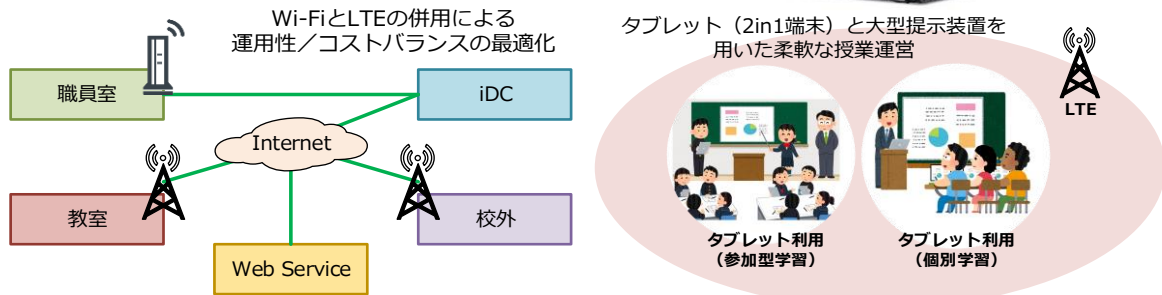 Wi-FiとLTEの併用による
運用性／コストバランスの最適化
職員室
iDC
Internet
教室
校外
Web Service
タブレット（2in1端末）と大型提示装置を
用いた柔軟な授業運営
LTE
タブレット利用
（参加型学習）
タブレット利用
（個別学習）